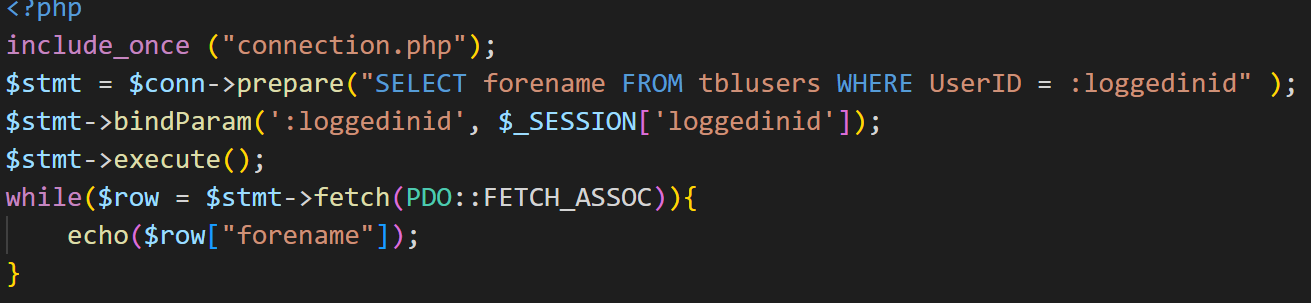 <?php
include_once ("connection.php");
$stmt = $conn->prepare("SELECT forename FROM tblusers WHERE UserID = :loggedinid" );
$stmt->bindParam(':loggedinid', $_SESSION['loggedinid']);
$stmt->execute();
while($row = $stmt->fetch(PDO::FETCH_ASSOC)){
    echo($row["forename"]);
}